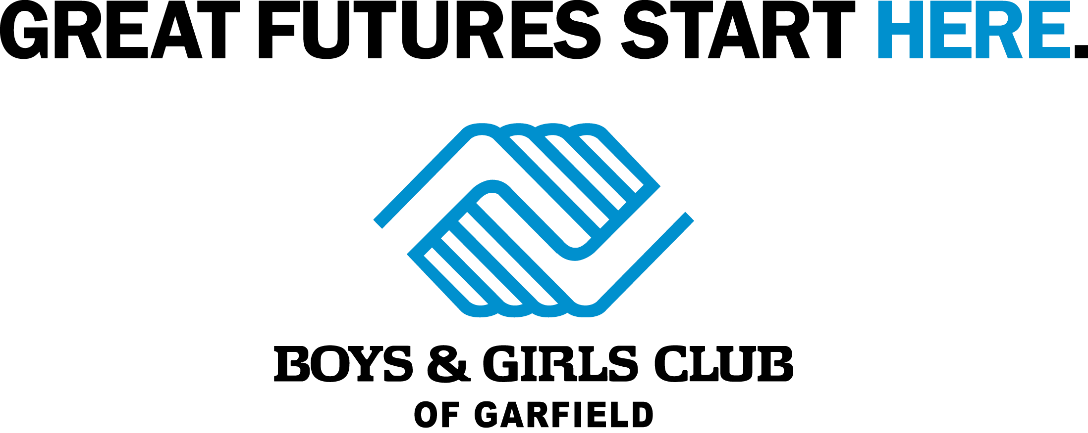 GREAT FUTURES START HERE.
BOYS & GIRLS CLUB
OF GARFIELD